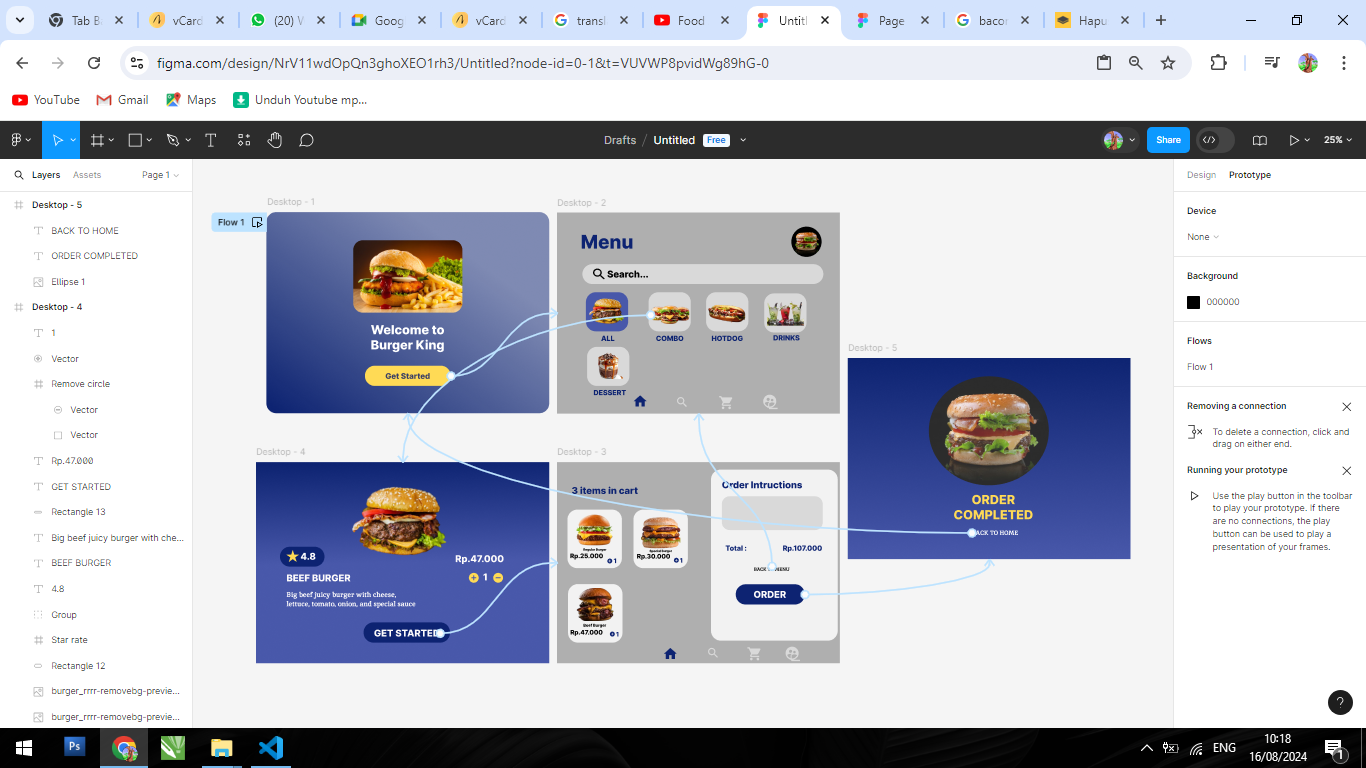 Tab Ba
vCard
(20) V
Goog
vCard
transl
Food
Untitl
Page
bacor
Hapu
figma.com/design/NrV11wdOpQn3ghoXEO1rh3/Untitled?node-id=0-1&t=VUVWP8pvidWg89hG-0
YouTube
Gmail
Maps
Unduh Youtube mp...
Drafts / Untitled Free
Share
25%
Layers Assets Page 1
Desktop - 5
BACK TO HOME
ORDER COMPLETED
Ellipse 1
Desktop - 4
1
Vector
Remove circle
Vector
Vector
Rp.47.000
GET STARTED
Rectangle 13
Big beef juicy burger with che...
BEEF BURGER
4.8
Group
Star rate
Rectangle 12
burger_rrrr-removebg-previe...
burger_rrrr-removebg-previe...
Flow 1
Desktop - 1
Welcome to
Burger King
Get Started
Desktop - 2
Menu
Search...
ALL
COMBO
HOTDOG
DRINKS
DESSERT
Desktop - 4
4.8
Rp.47.000
1
BEEF BURGER
Big beef juicy burger with cheese,
lettuce, tomato, onion, and special sauce
GET STARTED
Desktop - 3
3 items in cart
Regular Burger
Rp.25.000
1
Special Burger
Rp.30.000
1
Beef Burger
Rp.47.000
1
Order Intructions
Total :
Rp.107.000
BACK TO MENU
ORDER
Desktop - 5
ORDER
COMPLETED
BACK TO HOME
Design Prototype
Device
None
Background
000000
Flows
Flow 1
Removing a connection
To delete a connection, click and
drag on either end.
Running your prototype
Use the play button in the toolbar
to play your prototype. If there
are no connections, the play
button can be used to play a
presentation of your frames.
?
Ps
ENG
10:18
16/08/2024
1